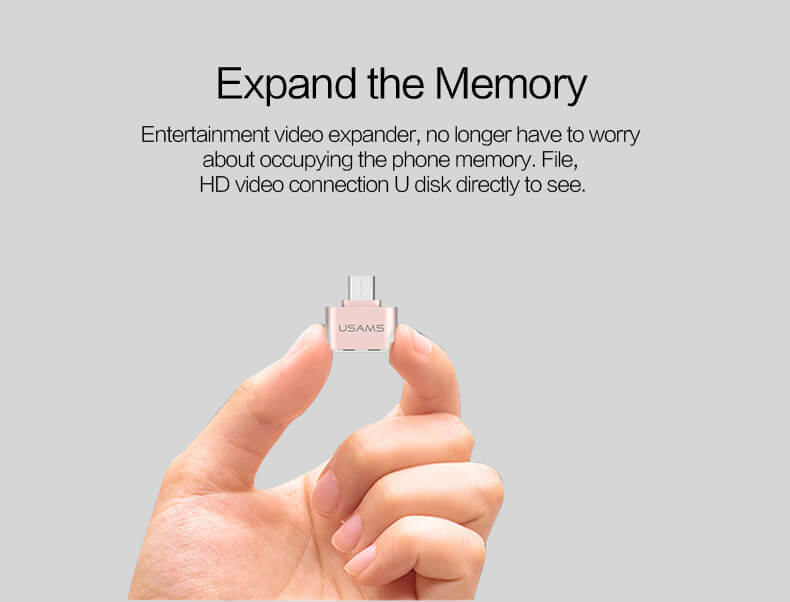 Expand the Memory
Entertainment video expander, no longer have to worry
about occupying the phone memory. File,
HD video connection U disk directly to see.
USAMS